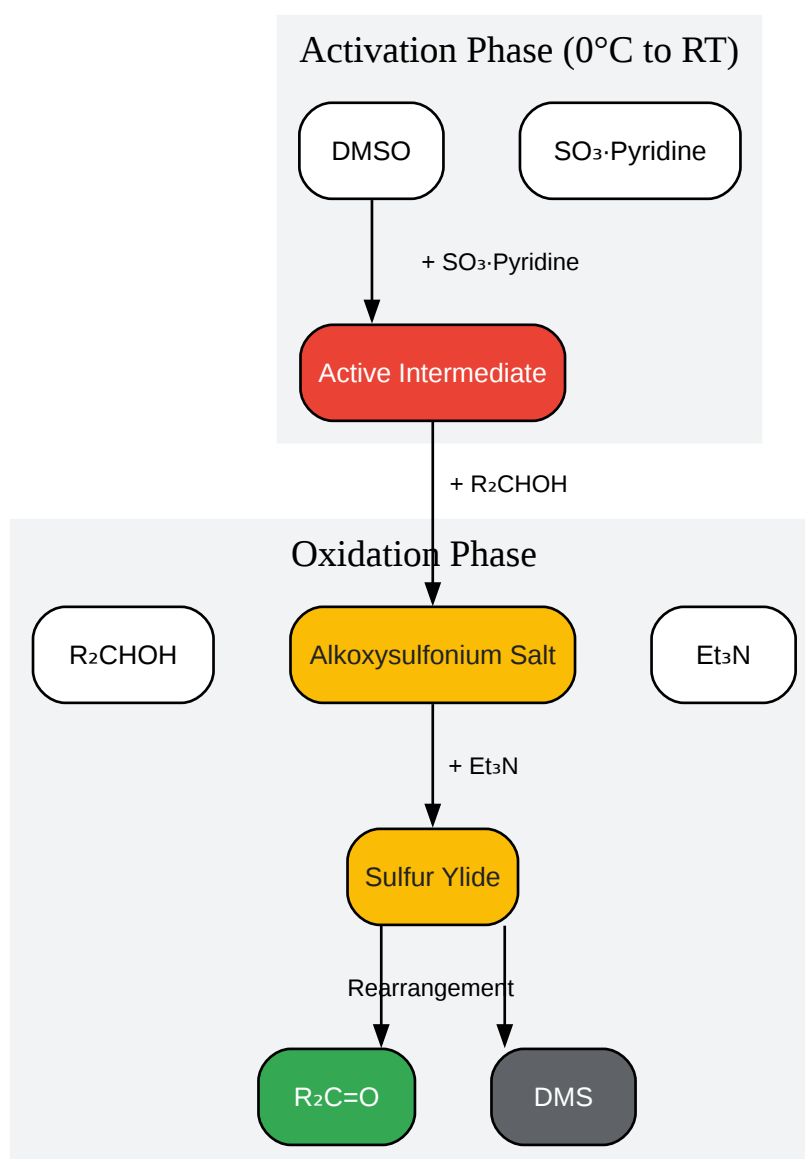 Activation Phase (0°C to RT)
DMSO
SO₃·Pyridine
+ SO₃·Pyridine
Active Intermediate
+ R₂CHOH
Oxidation Phase
R₂CHOH
Alkoxysulfonium Salt
Et₃N
+ Et₃N
Sulfur Ylide
Rearrangement
R₂C=O
DMS